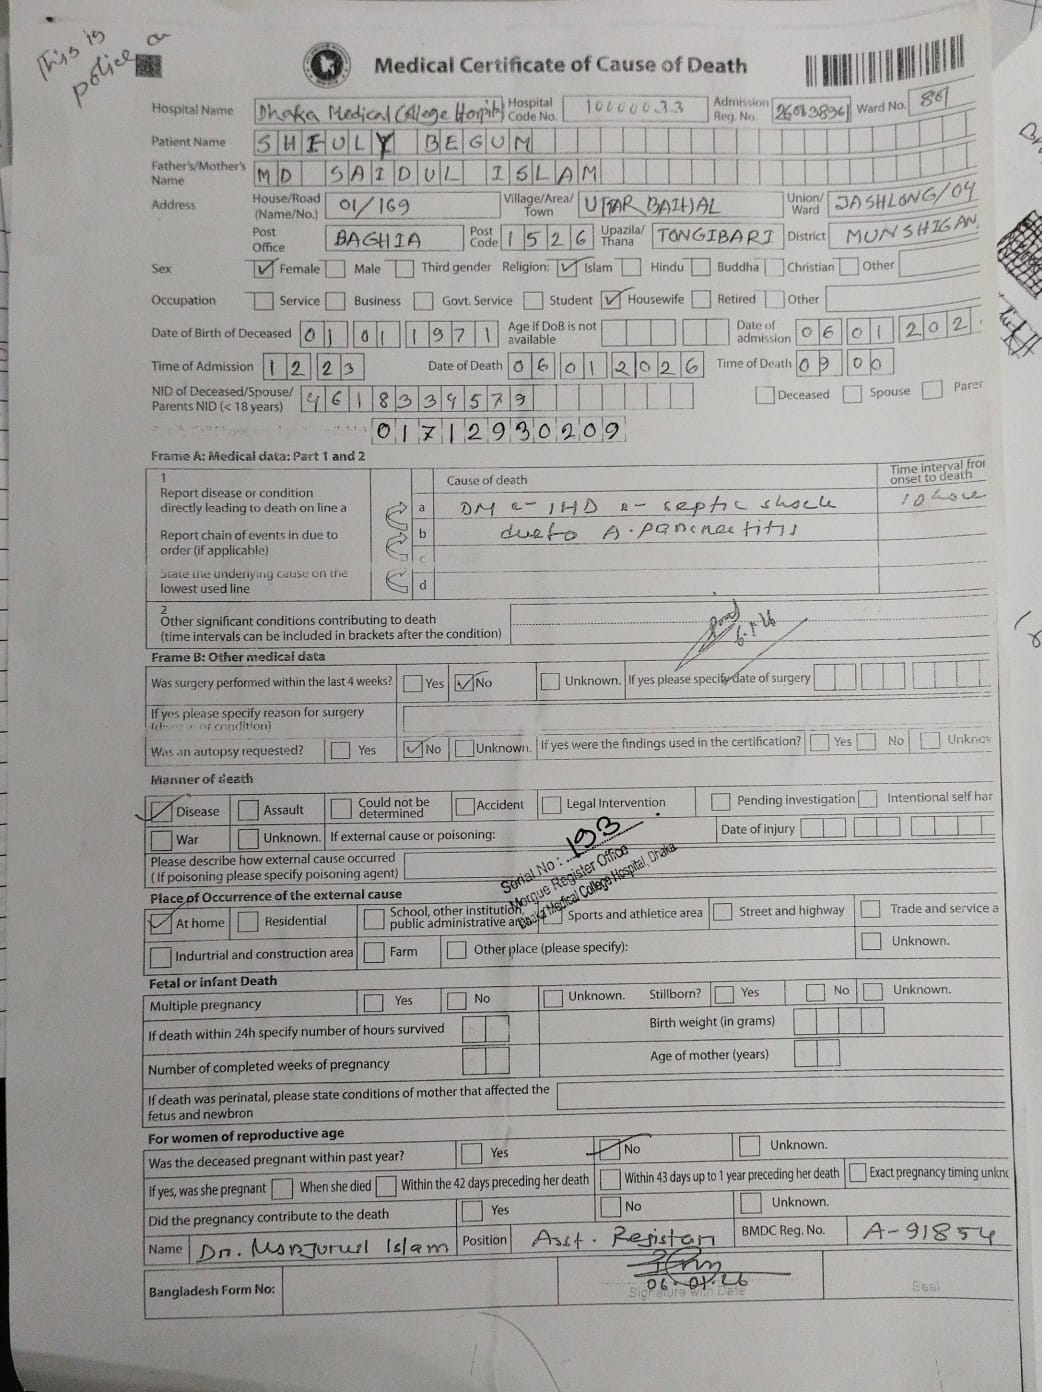 This is
police
Medical Certificate of Cause of Death
Hospital Name Dhaka Medical College Hospital Hospital Code No. 10000033 Admission Reg. No. Ward No.
Patient Name SHEULY BEGUM
Father's/Mother's Name MD SAIDUL ISLAM
Address House/Road (Name/No.) 01/169 Village/Area/Town UTTAR BAIHAL Union/Ward JASHLONG/04
Post Office BAGHIA Post Code 1526 Upazila/Thana TONGIBARI District MUNSHIGAN
Sex Female Male Third gender Religion: Islam Hindu Buddha Christian Other
Occupation Service Business Govt. Service Student Housewife Retired Other
Date of Birth of Deceased 01 01 1971 Age if DoB is not available Date of admission 06 01 202
Time of Admission 12 23 Date of Death 06 01 2026 Time of Death 09 00
NID of Deceased/Spouse/Parents NID (< 18 years) 4618339579 Deceased Spouse Parer
01712930209
Frame A: Medical data: Part 1 and 2
1 Cause of death Time interval from onset to death
Report disease or condition directly leading to death on line a
a DM c- IHD c- septic shock 10 hour
Report chain of events in due to order (if applicable)
b due to A. pancreatitis
c
State the underlying cause on the lowest used line
d
2
Other significant conditions contributing to death
(time intervals can be included in brackets after the condition)
6.1.26
Frame B: Other medical data
Was surgery performed within the last 4 weeks? Yes No Unknown. If yes please specify date of surgery
If yes please specify reason for surgery
(disease or condition)
Was an autopsy requested? Yes No Unknown. If yes were the findings used in the certification? Yes No Unknov
Manner of death
Disease Assault Could not be determined Accident Legal Intervention Pending investigation Intentional self har
War Unknown. If external cause or poisoning: Date of injury
Please describe how external cause occurred
( If poisoning please specify poisoning agent)
Serial No : 193
Morgue Register Office
Dhaka Medical College Hospital, Dhaka
Place of Occurrence of the external cause
At home Residential School, other institution, public administrative area Sports and athletice area Street and highway Trade and service a
Indurtrial and construction area Farm Other place (please specify): Unknown.
Fetal or infant Death
Multiple pregnancy Yes No Unknown. Stillborn? Yes No Unknown.
If death within 24h specify number of hours survived Birth weight (in grams)
Number of completed weeks of pregnancy Age of mother (years)
If death was perinatal, please state conditions of mother that affected the
fetus and newbron
For women of reproductive age
Was the deceased pregnant within past year? Yes No Unknown.
If yes, was she pregnant When she died Within the 42 days preceding her death Within 43 days up to 1 year preceding her death Exact pregnancy timing unkno
Did the pregnancy contribute to the death Yes No Unknown.
Name Dr. Monjurul Islam Position Asst. Registar BMDC Reg. No. A-91854
06-01-26
Bangladesh Form No: Signature with Date Seal